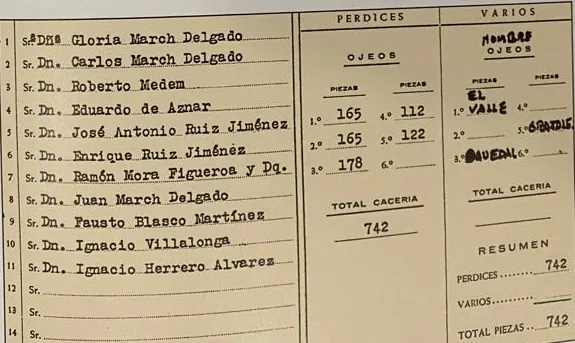 1 Sr.ª Dñª Gloria March Delgado
2 Sr. Dn. Carlos March Delgado
3 Sr. Dn. Roberto Medem
4 Sr. Dn. Eduardo de Aznar
5 Sr. Dn. José Antonio Ruiz Jiménez
6 Sr. Dn. Enrique Ruiz Jiménez
7 Sr. Dn. Ramón Mora Figueroa y Dq.
8 Sr. Dn. Juan March Delgado
9 Sr. Dn. Fausto Blasco Martínez
10 Sr. Dn. Ignacio Villalonga
11 Sr. Dn. Ignacio Herrero Alvarez
12 Sr.
13 Sr.
14 Sr.
PERDICES
OJEOS
PIEZAS PIEZAS
1.º 165 4.º 112
2.º 165 5.º 122
3.º 178 6.º
TOTAL CACERIA
742
VARIOS
NOMBRE
OJEOS
PIEZAS PIEZAS
EL
1.º VALLE 4.º
2.º 5.º
3.º 6.º
TOTAL CACERIA
RESUMEN
PERDICES ........ 742
VARIOS ..........
TOTAL PIEZAS .. 742